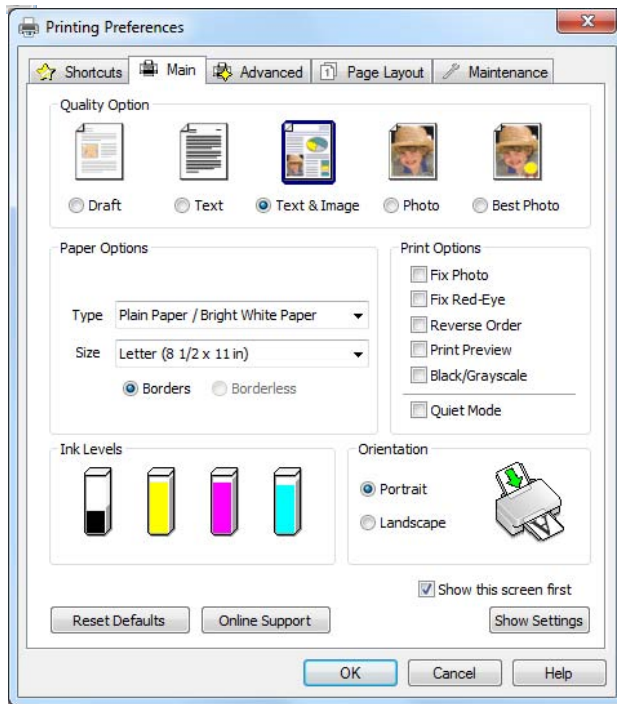 Printing Preferences
Shortcuts Main Advanced 1 Page Layout Maintenance
Quality Option
Draft Text Text & Image Photo Best Photo
Paper Options
Type Plain Paper / Bright White Paper
Size Letter (8 1/2 x 11 in)
Borders Borderless
Print Options
Fix Photo
Fix Red-Eye
Reverse Order
Print Preview
Black/Grayscale
Quiet Mode
Ink Levels
Orientation
Portrait
Landscape
Show this screen first
Reset Defaults Online Support Show Settings
OK Cancel Help